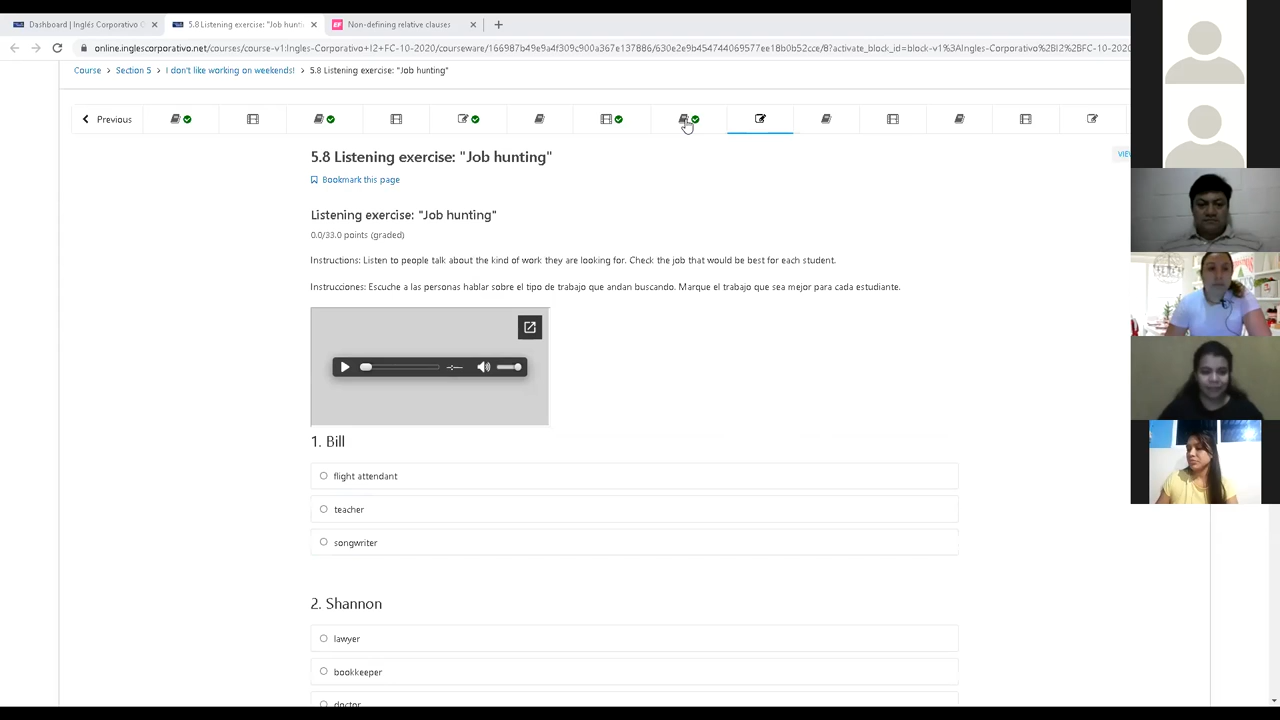 Dashboard | Inglés Corporativo
5.8 Listening exercise: "Job hunti
Non-defining relative clauses
online.inglescorporativo.net/courses/course-v1:Ingles-Corporativo+I2+FC-10-2020/courseware/166987b49e9a4f309c900a367e137886/630e2e9b454744069577ee18b0b52cce/8?activate_block_id=block-v1%3AIngles-Corporativo%2BI2%2BFC-10-2020
Course > Section 5 > I don't like working on weekends! > 5.8 Listening exercise: "Job hunting"
Previous
5.8 Listening exercise: "Job hunting"
VIEW
Bookmark this page
Listening exercise: "Job hunting"
0.0/33.0 points (graded)
Instructions: Listen to people talk about the kind of work they are looking for. Check the job that would be best for each student.
Instrucciones: Escuche a las personas hablar sobre el tipo de trabajo que andan buscando. Marque el trabajo que sea mejor para cada estudiante.
1. Bill
flight attendant
teacher
songwriter
2. Shannon
lawyer
bookkeeper
doctor